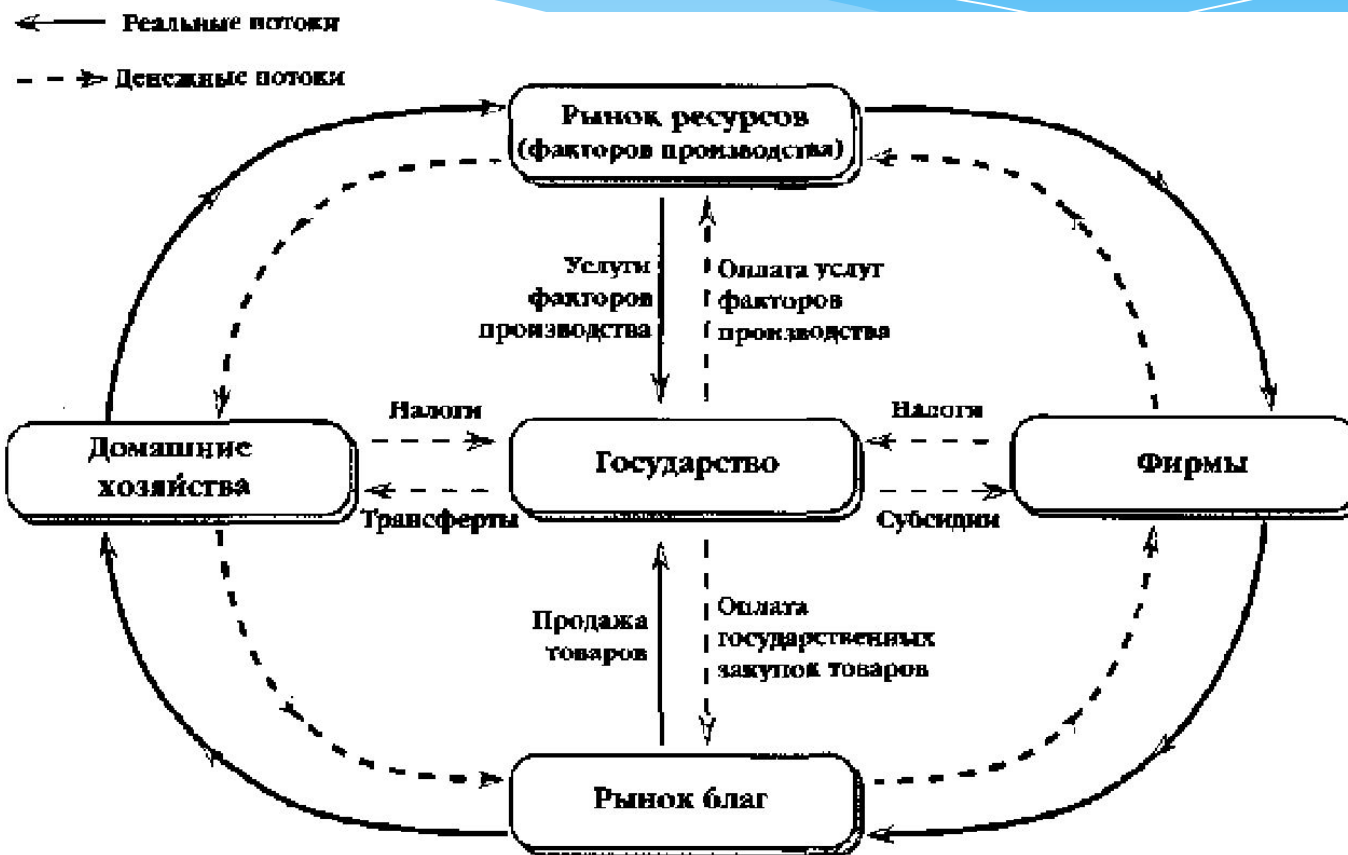 Реальные потоки
Денежные потоки
Рынок ресурсов
(факторов производства)
Услуги
факторов
производства
Оплата услуг
факторов
производства
Налоги
Налоги
Домашние
хозяйства
Государство
Фирмы
Трансферты
Субсидии
Продажа
товаров
Оплата
государственных
закупок товаров
Рынок благ